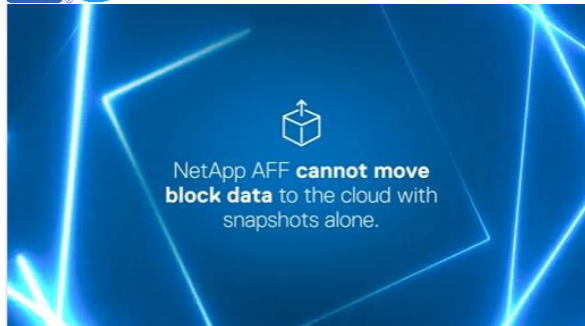 NetApp AFF cannot move
block data to the cloud with
snapshots alone.